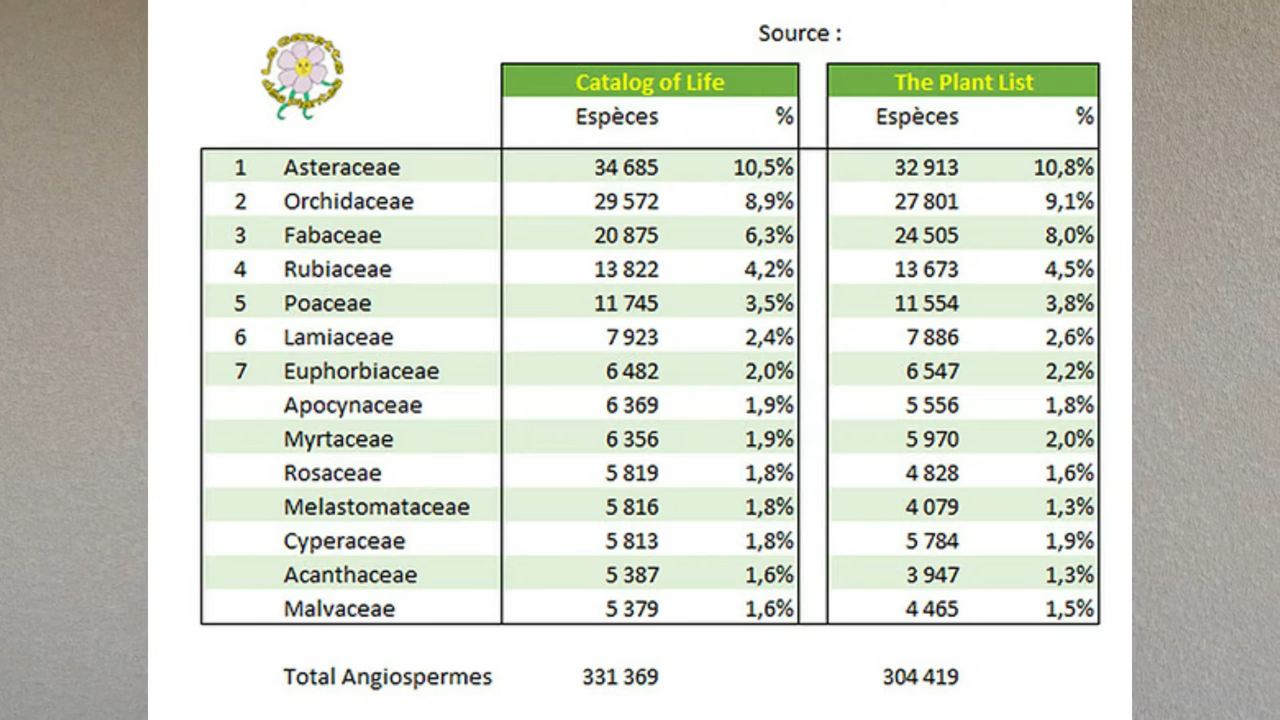 Source :
Catalog of Life The Plant List
Espèces % Espèces %
1 Asteraceae 34 685 10,5% 32 913 10,8%
2 Orchidaceae 29 572 8,9% 27 801 9,1%
3 Fabaceae 20 875 6,3% 24 505 8,0%
4 Rubiaceae 13 822 4,2% 13 673 4,5%
5 Poaceae 11 745 3,5% 11 554 3,8%
6 Lamiaceae 7 923 2,4% 7 886 2,6%
7 Euphorbiaceae 6 482 2,0% 6 547 2,2%
Apocynaceae 6 369 1,9% 5 556 1,8%
Myrtaceae 6 356 1,9% 5 970 2,0%
Rosaceae 5 819 1,8% 4 828 1,6%
Melastomataceae 5 816 1,8% 4 079 1,3%
Cyperaceae 5 813 1,8% 5 784 1,9%
Acanthaceae 5 387 1,6% 3 947 1,3%
Malvaceae 5 379 1,6% 4 465 1,5%
Total Angiospermes 331 369 304 419